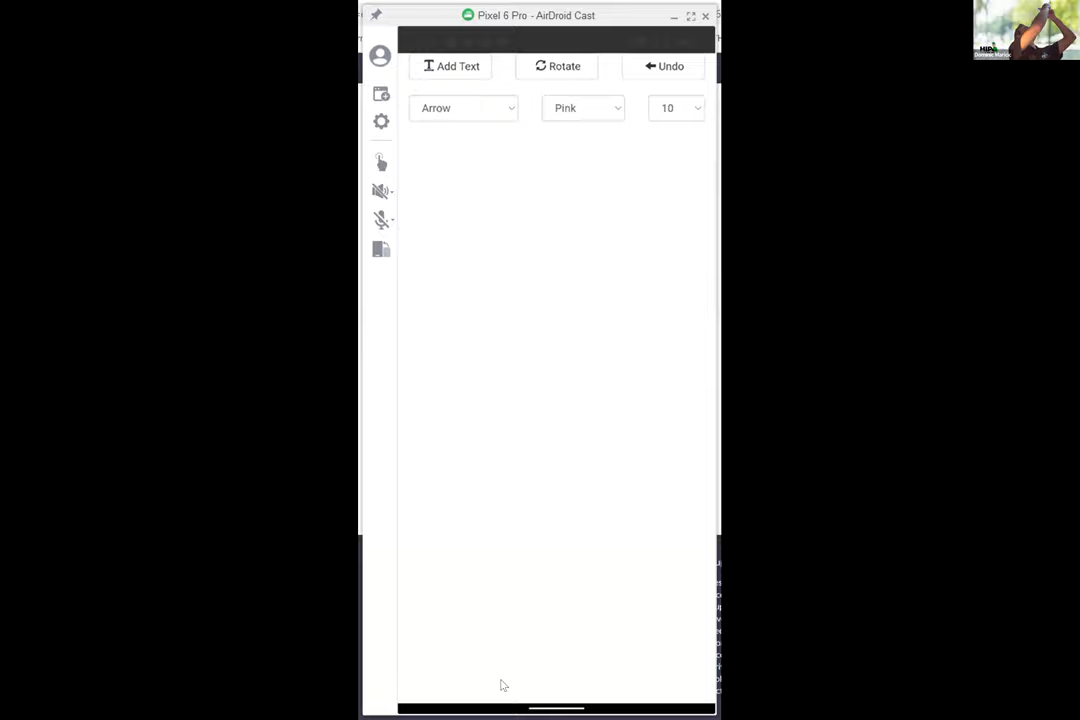 Pixel 6 Pro - AirDroid Cast
Add Text
Rotate
Undo
Arrow
Pink
10